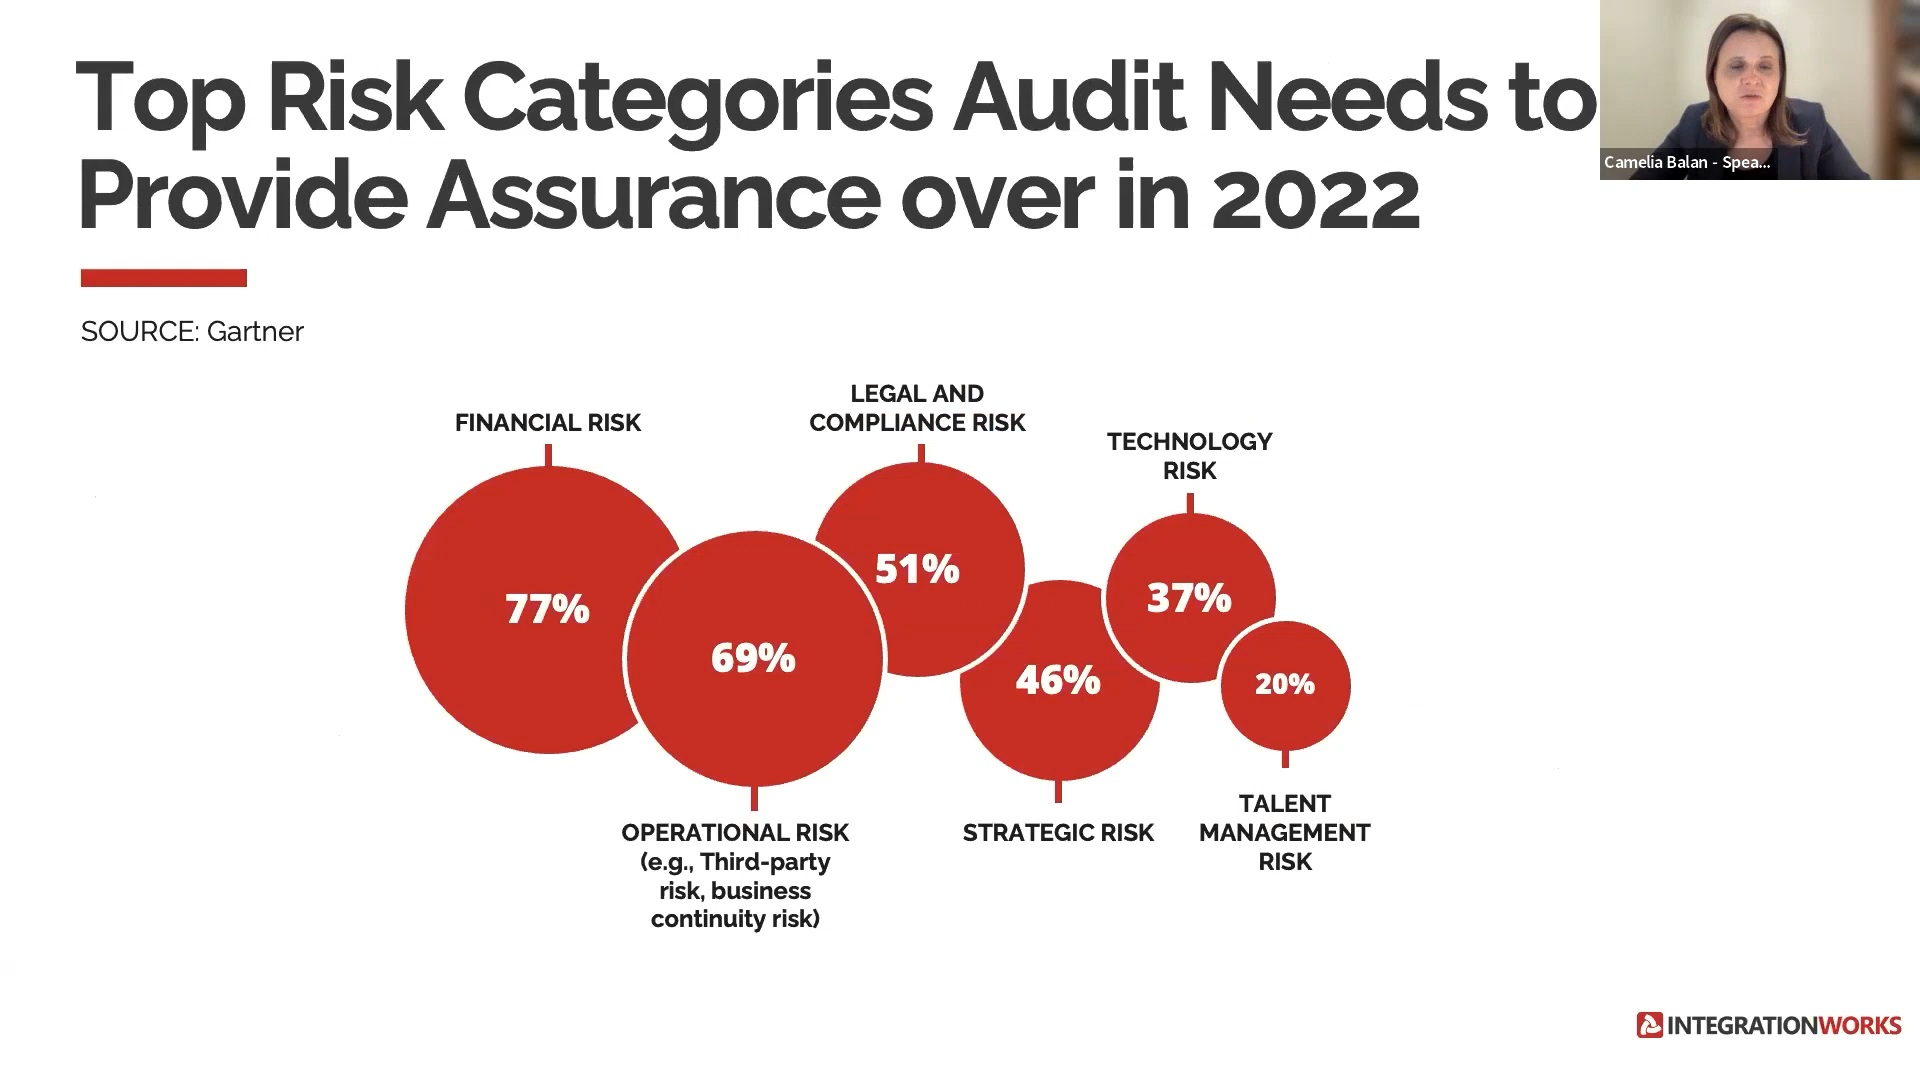 Top Risk Categories Audit Needs to
Provide Assurance over in 2022
Camelia Balan - Spea...
SOURCE: Gartner
FINANCIAL RISK
77%
OPERATIONAL RISK
(e.g., Third-party
risk, business
continuity risk)
69%
LEGAL AND
COMPLIANCE RISK
51%
STRATEGIC RISK
46%
TECHNOLOGY
RISK
37%
TALENT
MANAGEMENT
RISK
20%
INTEGRATIONWORKS